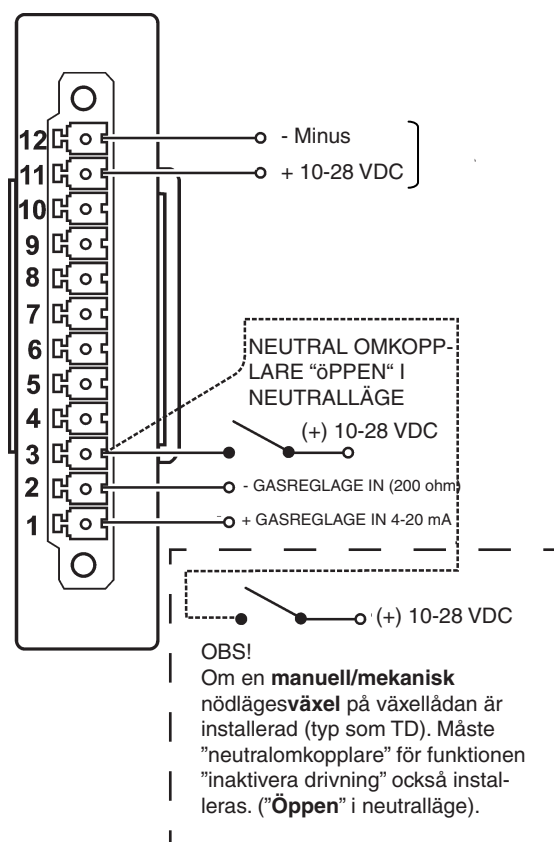 12
- Minus
11
+ 10-28 VDC
10
9
8
7
6
5
4
3
2
1
NEUTRAL OMKOPP-
LARE “öPPEN“ I
NEUTRALLÄGE
(+) 10-28 VDC
- GASREGLAGE IN (200 ohm)
+ GASREGLAGE IN 4-20 mA
(+) 10-28 VDC
OBS!
Om en manuell/mekanisk
nödlägesväxel på växellådan är
installerad (typ som TD). Måste
”neutralomkopplare” för funktionen
”inaktivera drivning” också instal-
leras. (”Öppen” i neutralläge).